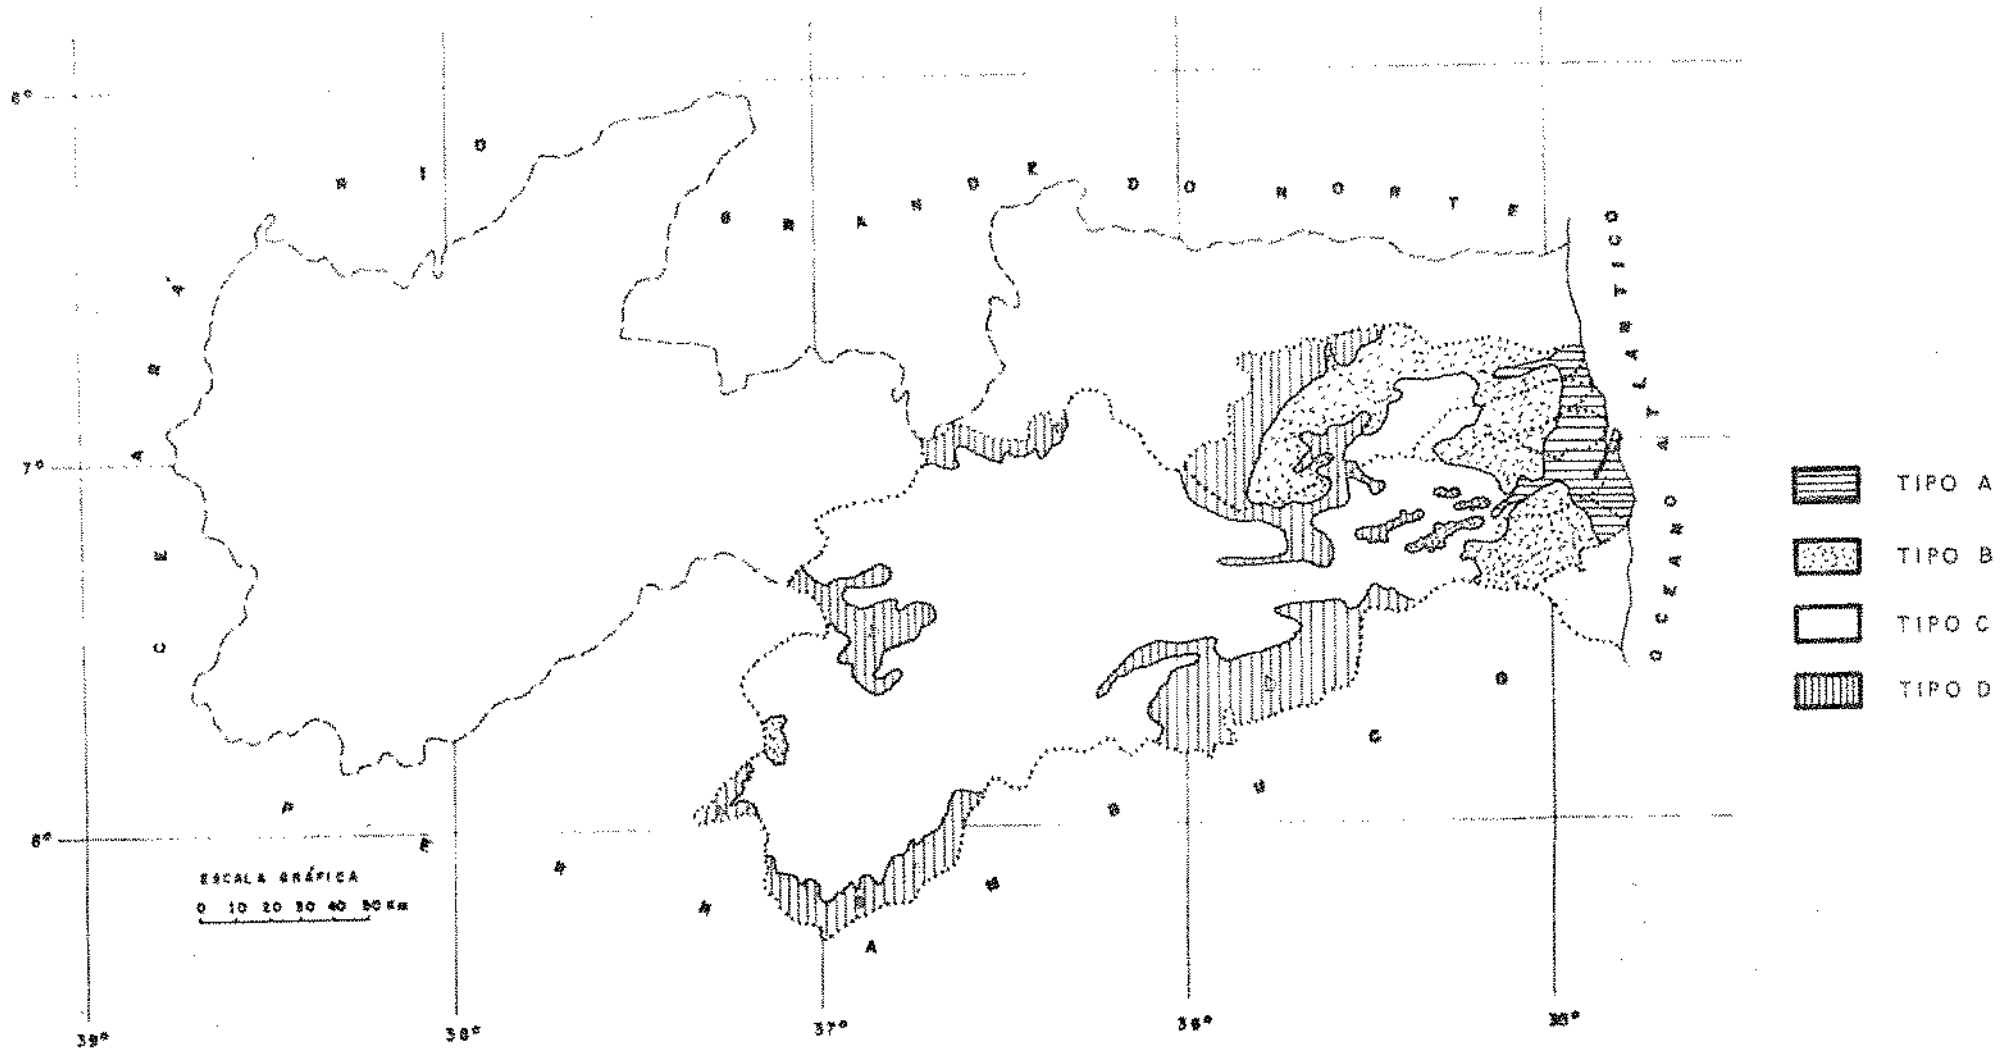 6°
RIO GRANDE DO NORTE
CEARÁ
OCEANO ATLANTICO
7°
TIPO A
TIPO B
TIPO C
TIPO D
8°
PERNAMBUCO
ESCALA GRÁFICA
0 10 20 30 40 50 Km
39°
38°
37°
36°
35°